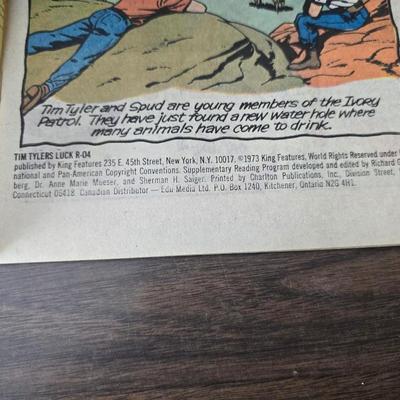 Tim Tyler and Spud are young members of the Ivory
Patrol. They have just found a new water hole where
many animals have come to drink.
TIM TYLERS LUCK R-04
published by King Features 235 E. 45th Street, New York, N.Y. 10017. ©1973 King Features, World Rights Reserved under
national and Pan-American Copyright Conventions. Supplementary Reading Program developed and edited by Richard G
berg, Dr. Anne Marie Mueser, and Sherman H. Saiger. Printed by Charlton Publications, Inc., Division Street,
Connecticut 06418. Canadian Distributor — Edu Media Ltd. P.O. Box 1240, Kitchener, Ontario N2G 4H1.